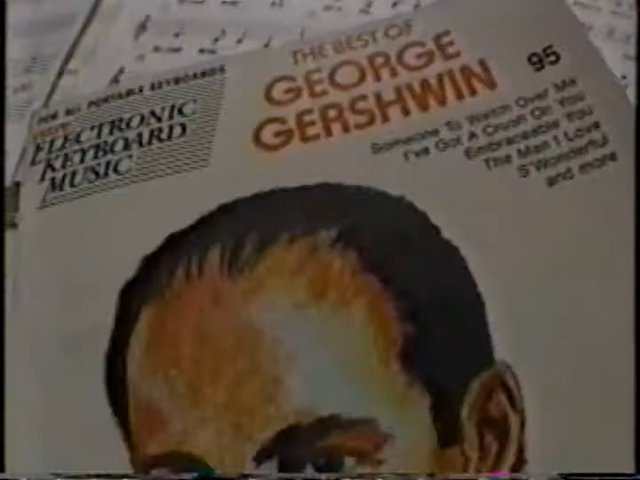 THE BEST OF
GEORGE
GERSHWIN
95
FOR ALL PORTABLE KEYBOARDS
ELECTRONIC
KEYBOARD
MUSIC
Someone To Watch Over Me
I've Got A Crush On You
Embraceable You
The Man I Love
S'Wonderful
and more